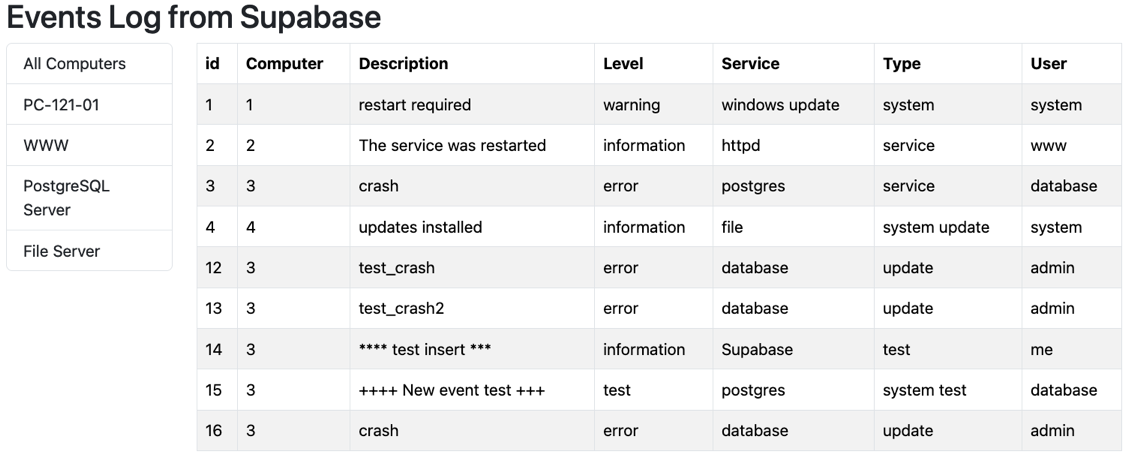 Events Log from Supabase
All Computers
PC-121-01
WWW
PostgreSQL
Server
File Server
id Computer Description Level Service Type User
1 1 restart required warning windows update system system
2 2 The service was restarted information httpd service www
3 3 crash error postgres service database
4 4 updates installed information file system update system
12 3 test_crash error database update admin
13 3 test_crash2 error database update admin
14 3 **** test insert *** information Supabase test me
15 3 ++++ New event test +++ test postgres system test database
16 3 crash error database update admin